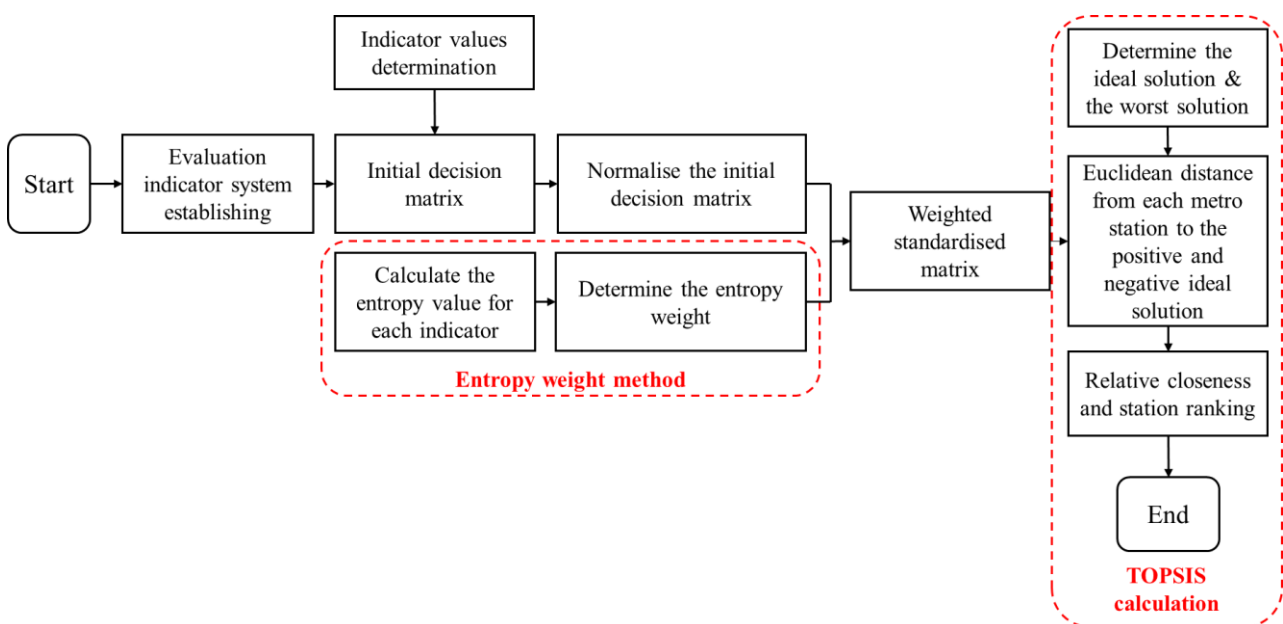 Start
Evaluation
indicator system
establishing
Indicator values
determination
Initial decision
matrix
Normalise the initial
decision matrix
Calculate the
entropy value for
each indicator
Determine the entropy
weight
Entropy weight method
Weighted
standardised
matrix
Determine the
ideal solution &
the worst solution
Euclidean distance
from each metro
station to the
positive and
negative ideal
solution
Relative closeness
and station ranking
End
TOPSIS
calculation